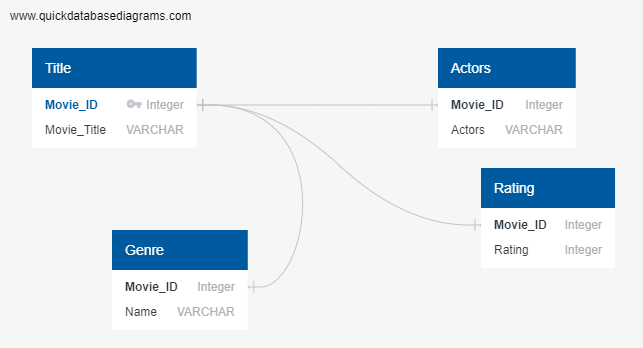 www.quickdatabasediagrams.com
Title
Movie_ID Integer
Movie_Title VARCHAR
Actors
Movie_ID Integer
Actors VARCHAR
Rating
Movie_ID Integer
Rating Integer
Genre
Movie_ID Integer
Name VARCHAR